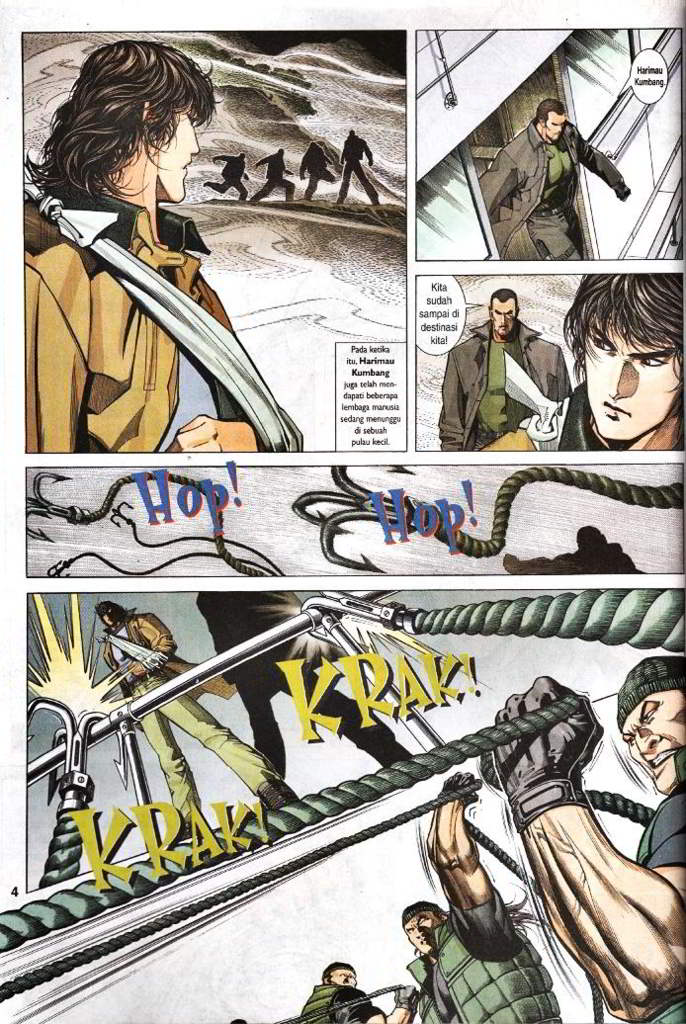 Pada ketika
itu, Harimau
Kumbang
juga telah men-
dapati beberapa
lembaga manusia
sedang menunggu
di sebuah
pulau kecil.
Harimau
Kumbang.
Kita
sudah
sampai di
destinasi
kita!
Hop!
Hop!
KRAK!
KRAK!
4